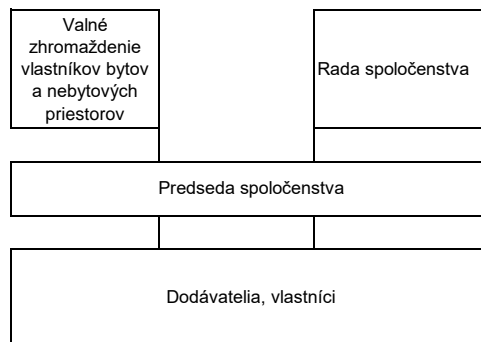 Valné
zhromaždenie
vlastníkov bytov
a nebytových
priestorov
Rada spoločenstva
Predseda spoločenstva
Dodávatelia, vlastníci